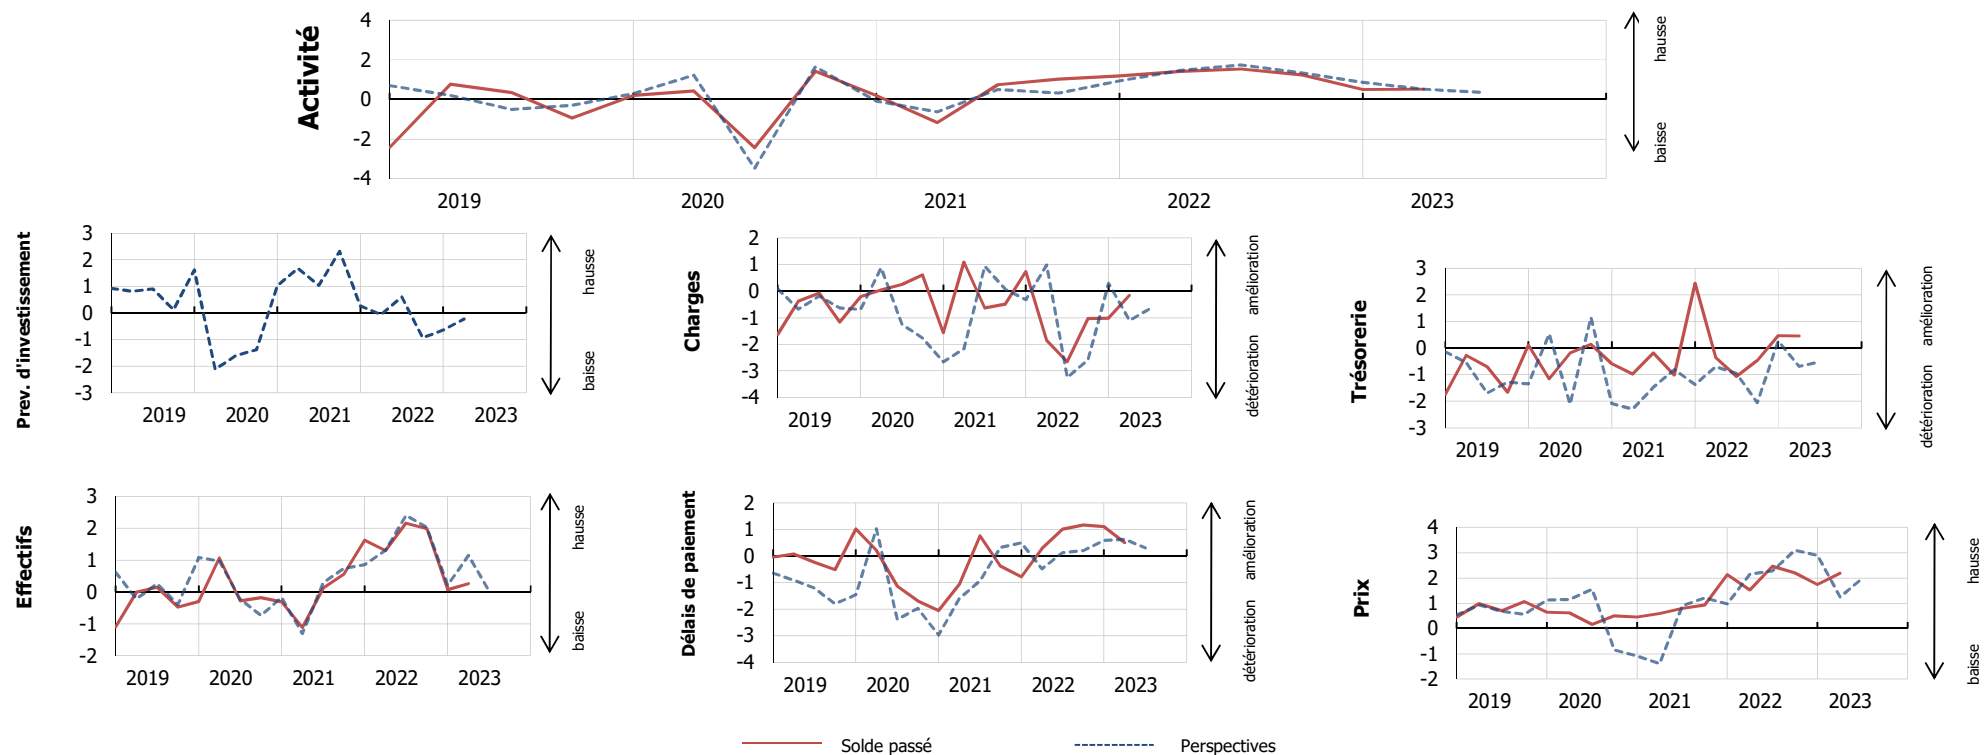 Activité
4
2
0
-2
-4
hausse
baisse
2019 2020 2021 2022 2023
Prev. d'investissement
3
2
1
0
-1
-2
-3
hausse
baisse
2019 2020 2021 2022 2023
Charges
2
1
0
-1
-2
-3
-4
amélioration
détérioration
2019 2020 2021 2022 2023
Trésorerie
3
2
1
0
-1
-2
-3
amélioration
détérioration
2019 2020 2021 2022 2023
Effectifs
3
2
1
0
-1
-2
hausse
baisse
2019 2020 2021 2022 2023
Délais de paiement
2
1
0
-1
-2
-3
-4
amélioration
détérioration
2019 2020 2021 2022 2023
Prix
4
3
2
1
0
-1
-2
hausse
baisse
2019 2020 2021 2022 2023
Solde passé Perspectives